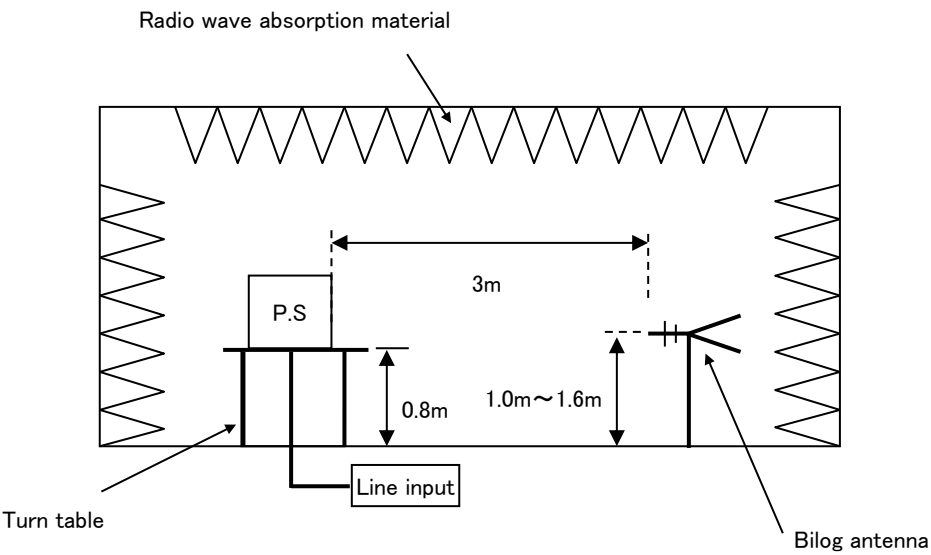 Radio wave absorption material
3m
P.S
0.8m
1.0m～1.6m
Line input
Turn table
Bilog antenna